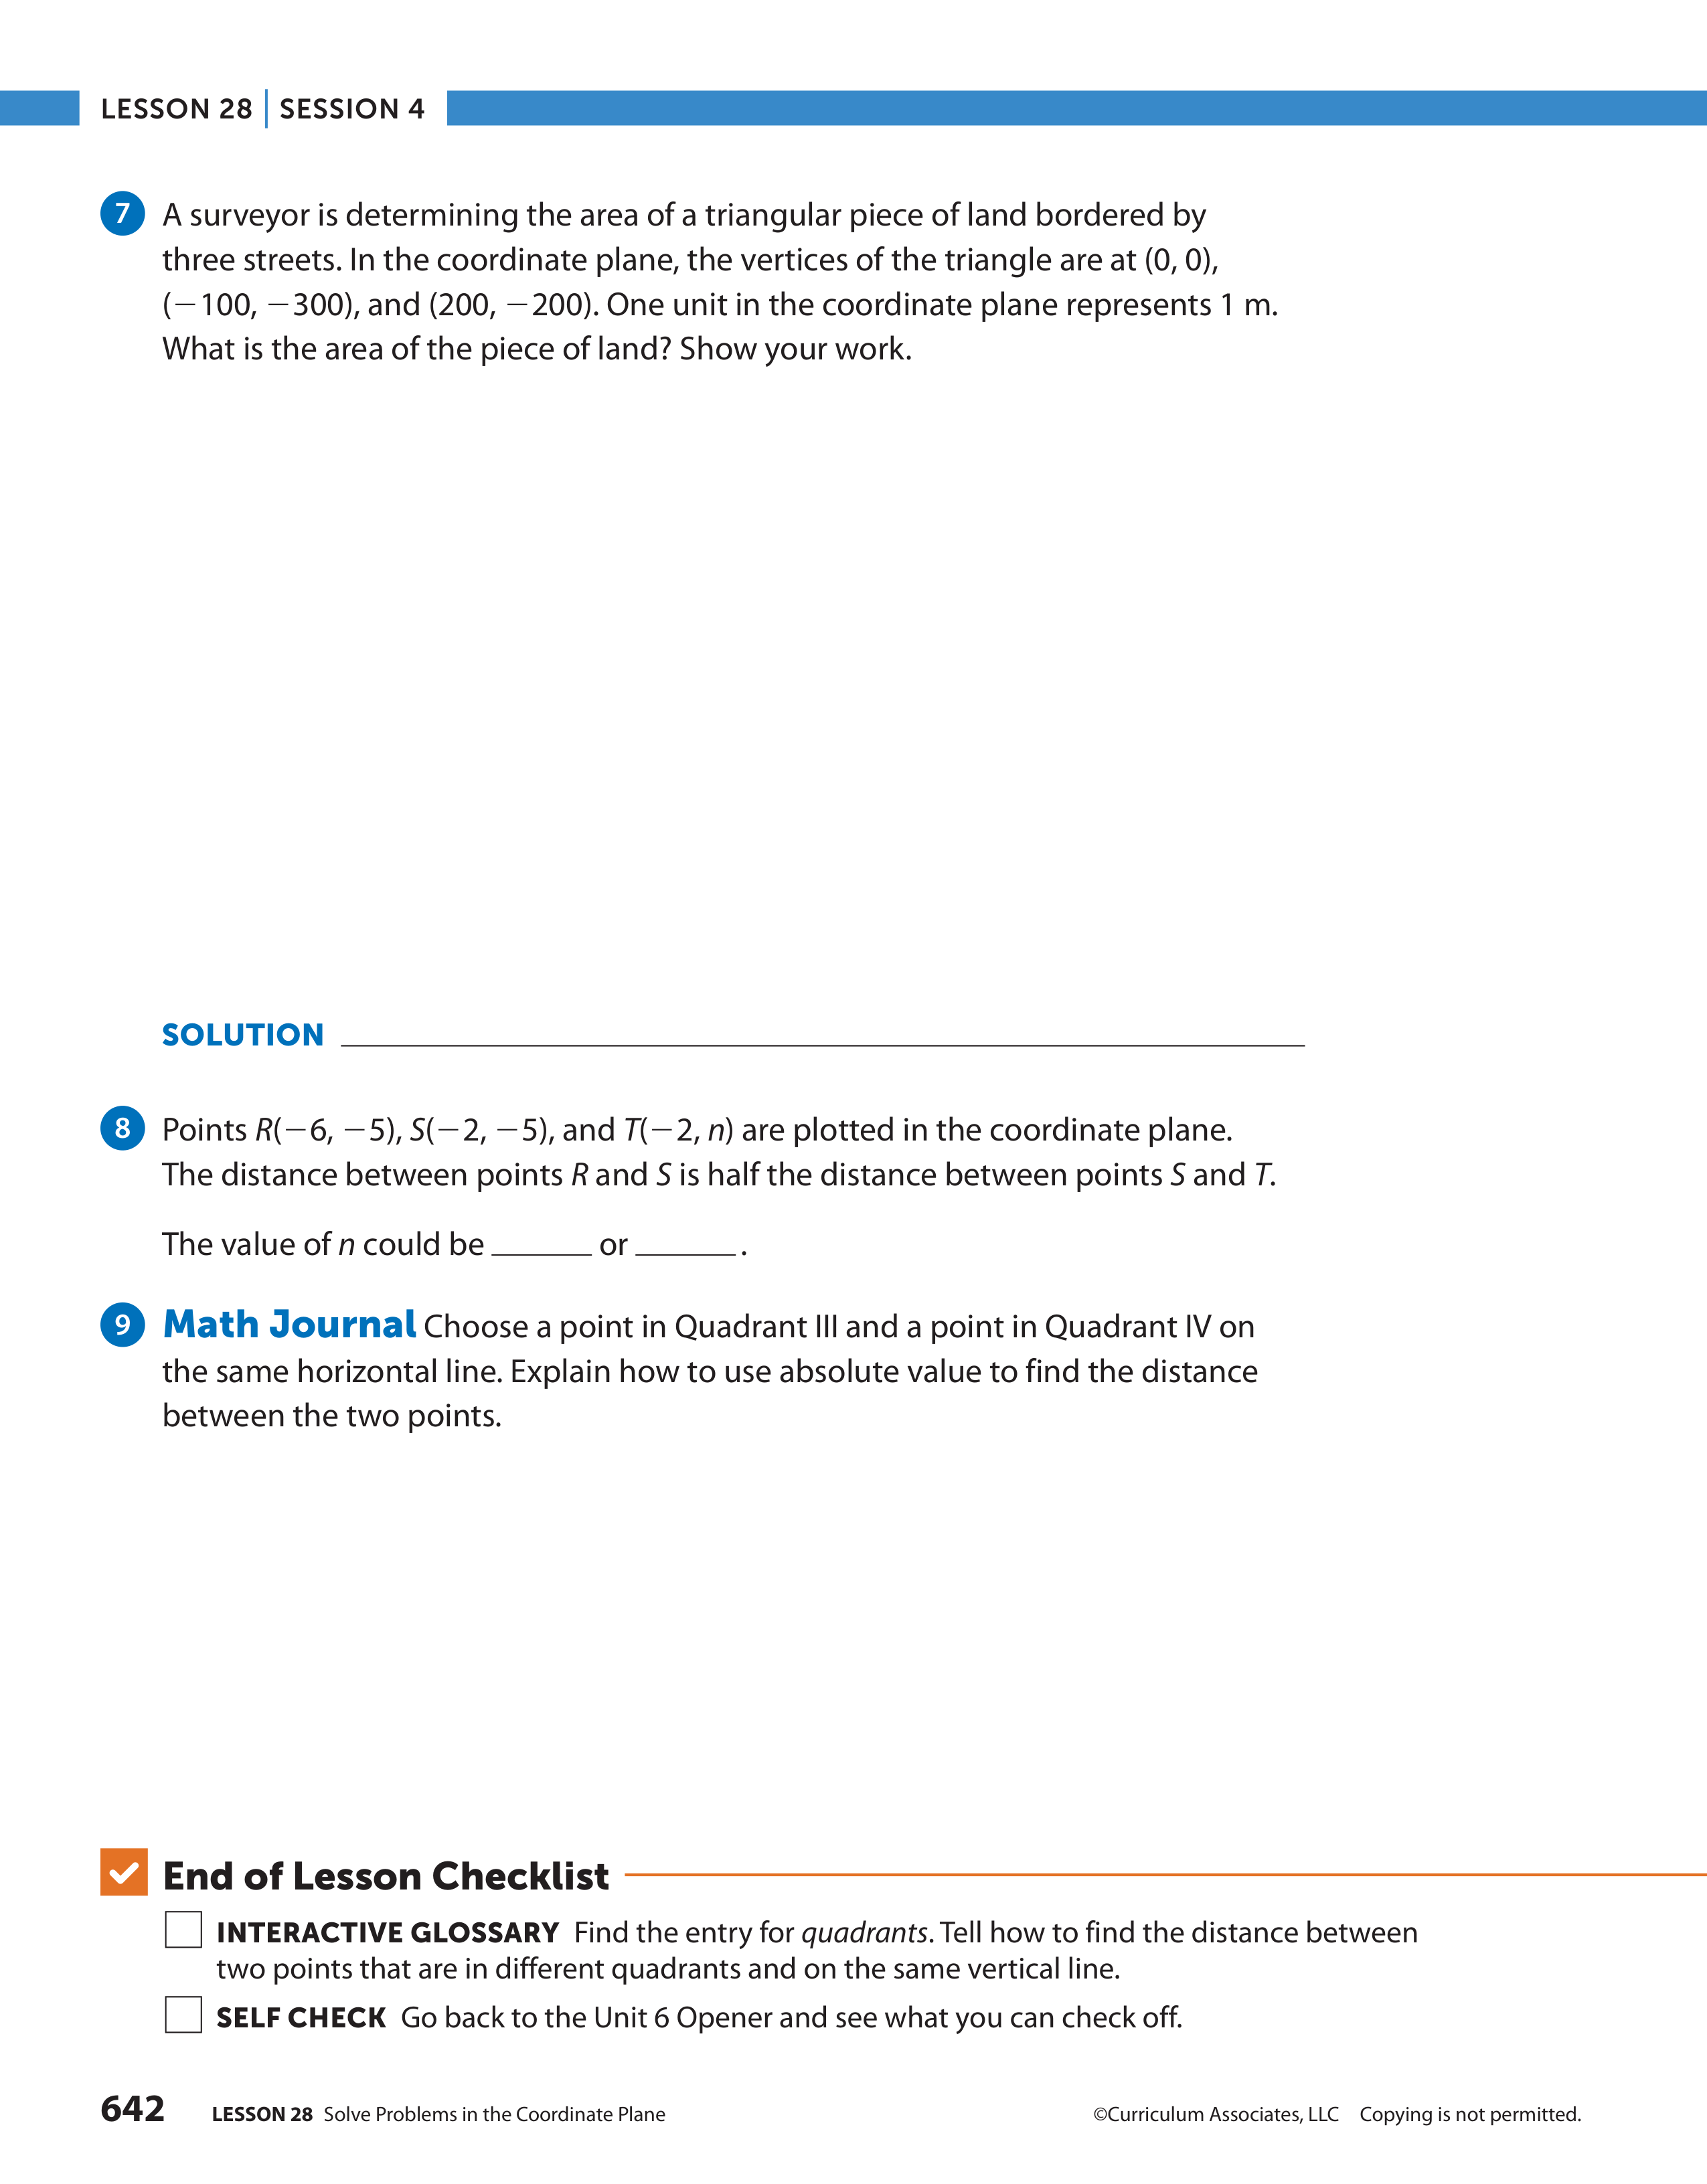 LESSON 28 | SESSION 4
7 A surveyor is determining the area of a triangular piece of land bordered by
three streets. In the coordinate plane, the vertices of the triangle are at (0, 0),
(−100, −300), and (200, −200). One unit in the coordinate plane represents 1 m.
What is the area of the piece of land? Show your work.
SOLUTION
8 Points R(−6, −5), S(−2, −5), and T(−2, n) are plotted in the coordinate plane.
The distance between points R and S is half the distance between points S and T.
The value of n could be ______ or ______ .
9 Math Journal Choose a point in Quadrant III and a point in Quadrant IV on
the same horizontal line. Explain how to use absolute value to find the distance
between the two points.
End of Lesson Checklist
INTERACTIVE GLOSSARY Find the entry for quadrants. Tell how to find the distance between
two points that are in different quadrants and on the same vertical line.
SELF CHECK Go back to the Unit 6 Opener and see what you can check off.
642 LESSON 28 Solve Problems in the Coordinate Plane ©Curriculum Associates, LLC Copying is not permitted.